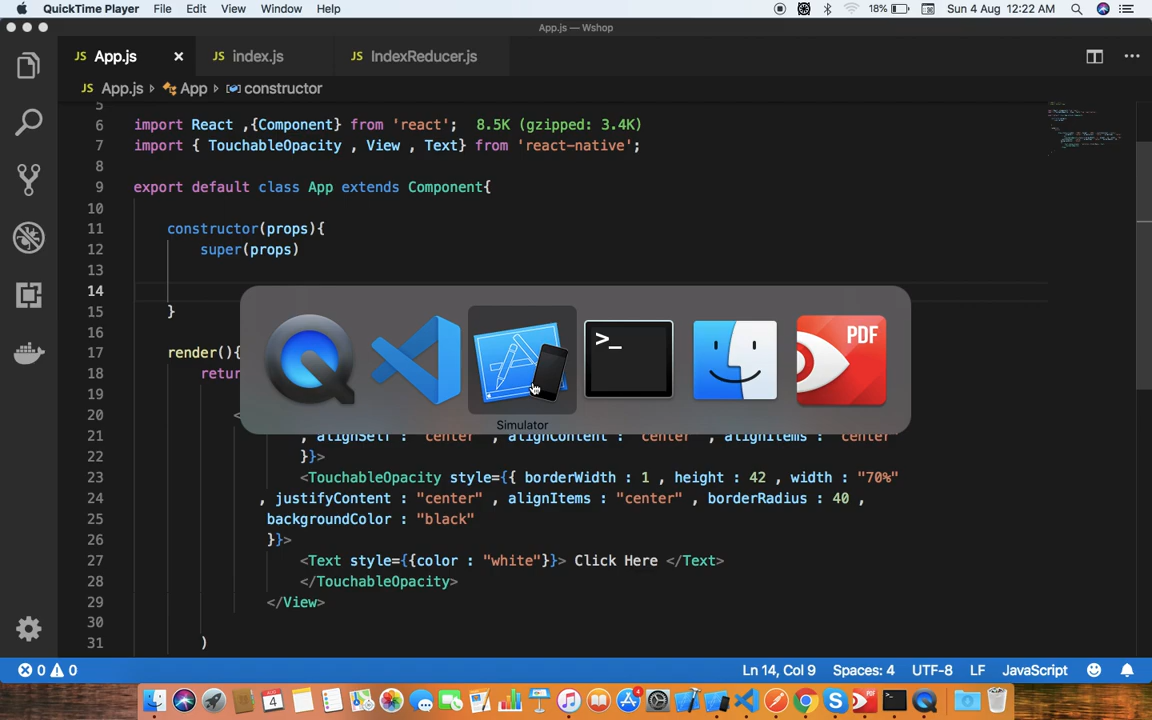 QuickTime Player File Edit View Window Help 18% Sun 4 Aug 12:22 AM
App.js — Wshop
JS App.js × JS index.js JS IndexReducer.js
JS App.js App constructor
5
6 import React ,{Component} from 'react'; 8.5K (gzipped: 3.4K)
7 import { TouchableOpacity , View , Text} from 'react-native';
8
9 export default class App extends Component{
10
11 constructor(props){
12 super(props)
13
14
15 }
16
17 render(){
18 retur
19
20 <
Simulator
21 , alignSelf : "center" , alignContent : "center" , alignItems : "center"
22 }}>
23 <TouchableOpacity style={{ borderWidth : 1 , height : 42 , width : "70%"
24 , justifyContent : "center" , alignItems : "center" , borderRadius : 40 ,
25 backgroundColor : "black"
26 }}>
27 <Text style={{color : "white"}}> Click Here </Text>
28 </TouchableOpacity>
29 </View>
30
31 )
>_
PDF
0 0 Ln 14, Col 9 Spaces: 4 UTF-8 LF JavaScript